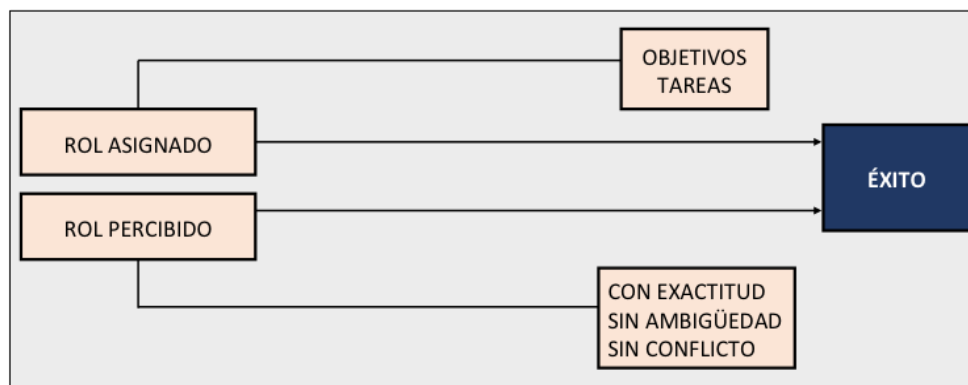 OBJETIVOS
TAREAS
ROL ASIGNADO
ÉXITO
ROL PERCIBIDO
CON EXACTITUD
SIN AMBIGÜEDAD
SIN CONFLICTO